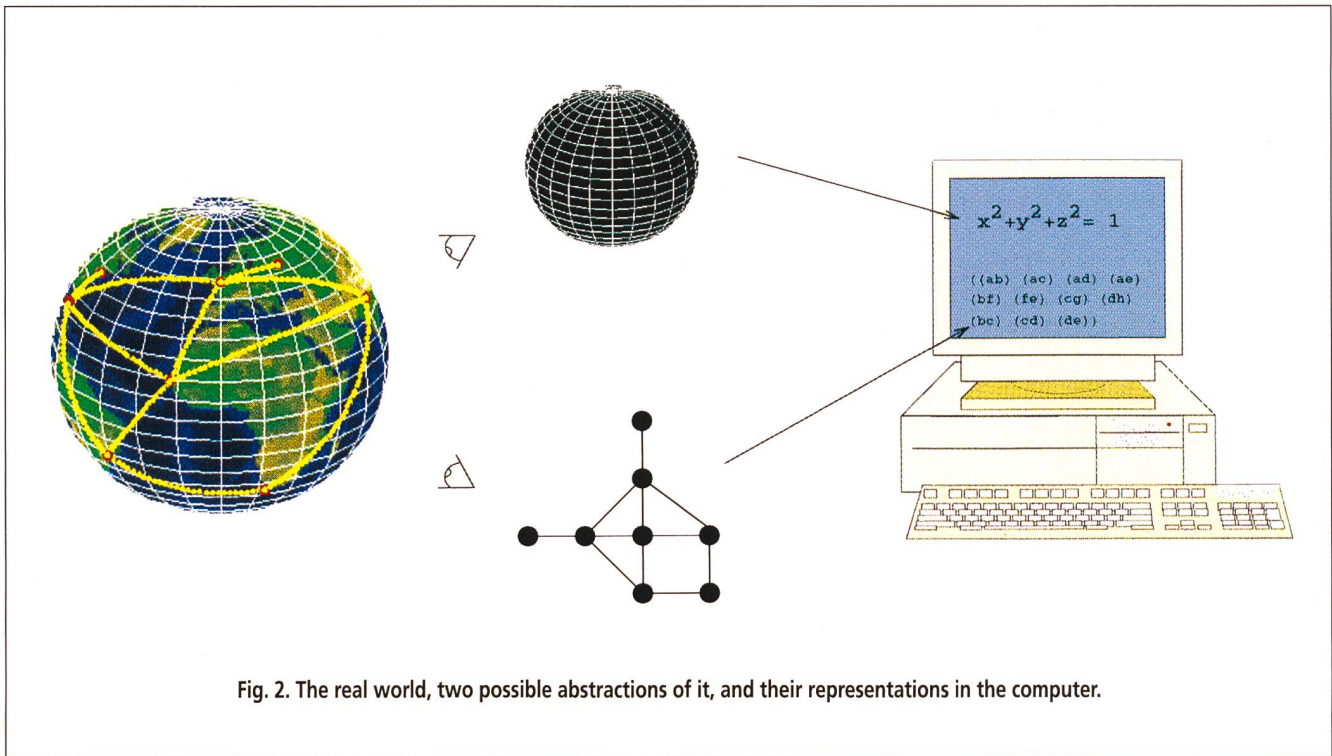 x²+y²+z²= 1
((ab) (ac) (ad) (ae)
(bf) (fe) (cg) (dh)
(bc) (cd) (de))
Fig. 2. The real world, two possible abstractions of it, and their representations in the computer.